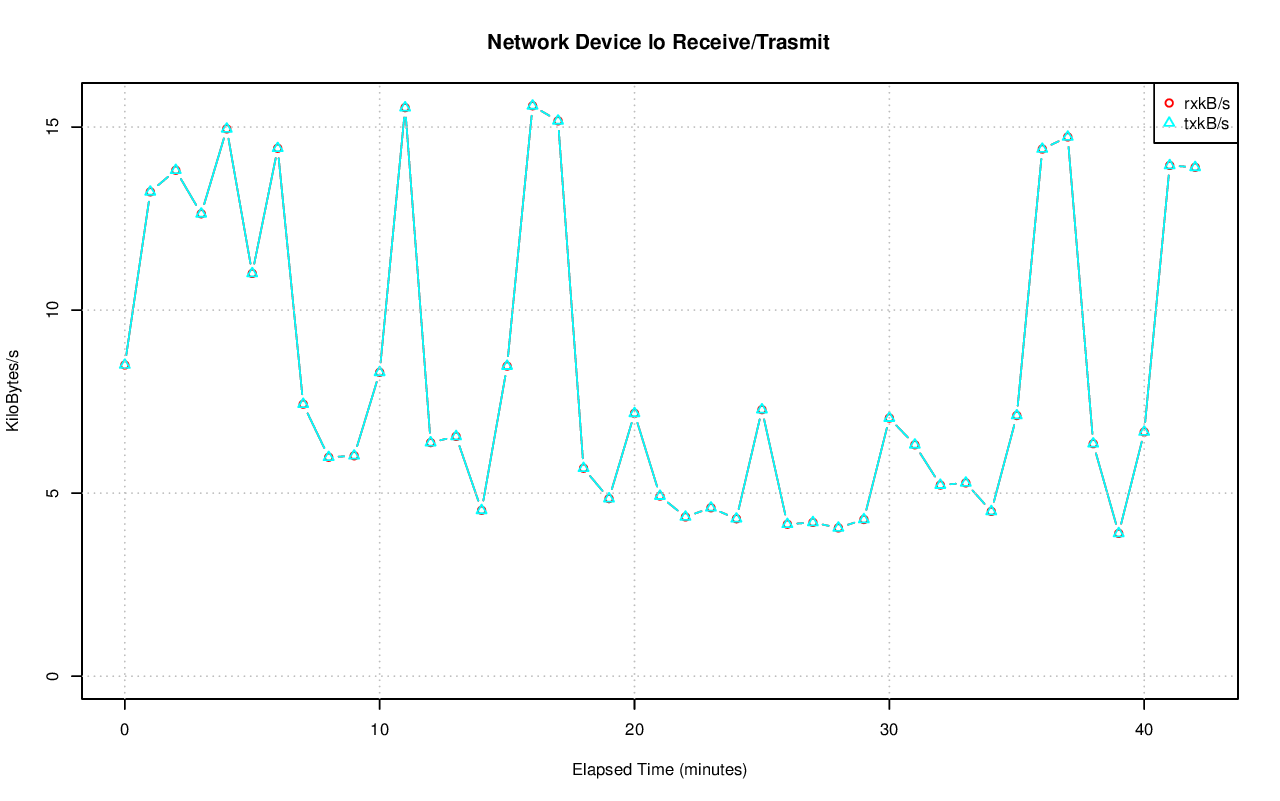 Network Device lo Receive/Trasmit
rxkB/s
txkB/s
KiloBytes/s
15
10
5
0
0 10 20 30 40
Elapsed Time (minutes)